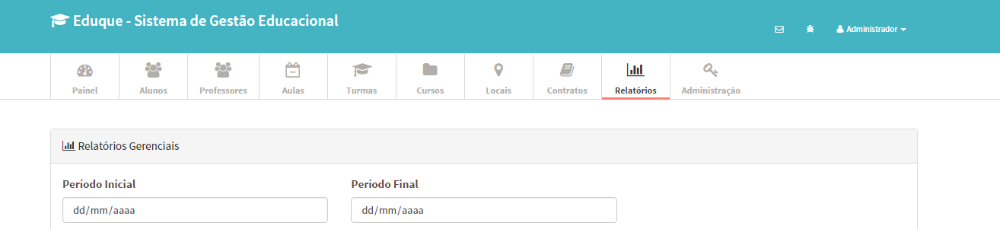 Eduque - Sistema de Gestão Educacional
Administrador
Painel
Alunos
Professores
Aulas
Turmas
Cursos
Locais
Contratos
Relatórios
Administração
Relatórios Gerenciais
Período Inicial
Período Final
dd/mm/aaaa
dd/mm/aaaa